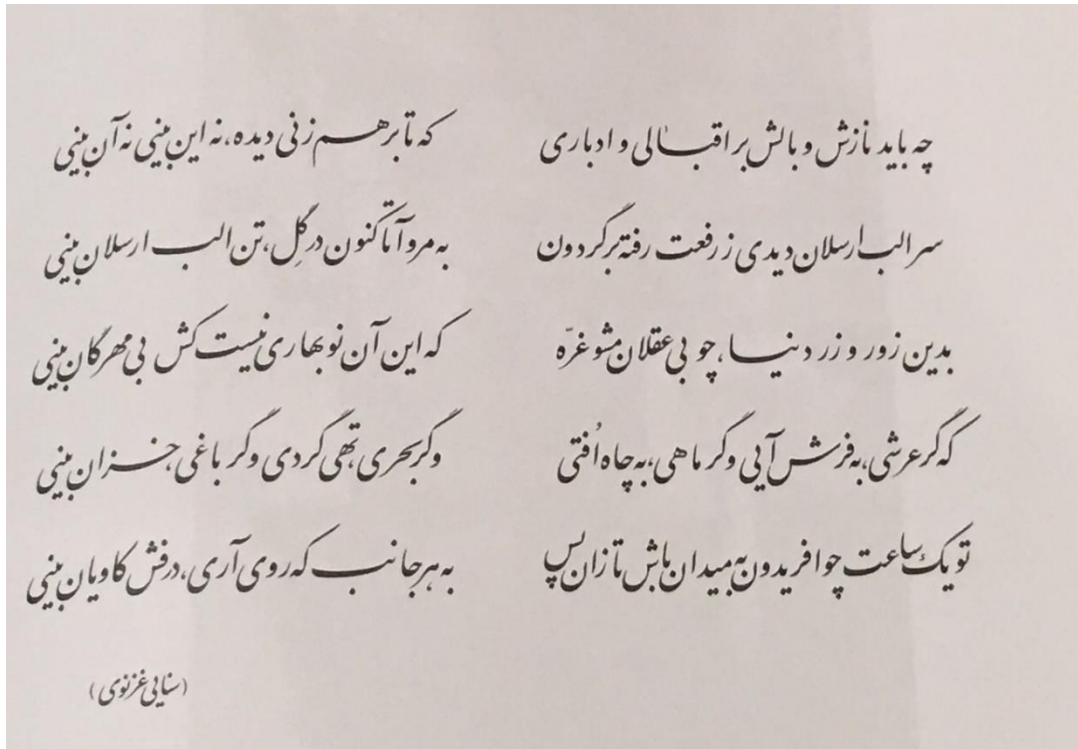 چه باید نازش و بالش بر اقبالی و ادباری که تا بر هم زنی دیده، نه این بینی نه آن بینی
سر الب ارسلان دیدی ز رفعت رفته بر گردون به مرو آ تا کنون در گِل، تن الب ارسلان بینی
بدین زور و زر دنیا، چو بی عقلان مشو غرّه که این آن نوبهاری نیست کش بی مهرگان بینی
که گر عرشی، به فرش آیی و گر ماهی، به چاه اُفتی و گر بحری، تهی گردی و گر باغی، خزان بینی
تو یک ساعت چو افریدون به میدان باش تا زان پس به هر جانب که روی آری، درفش کاویان بینی
(سنایی غزنوی)